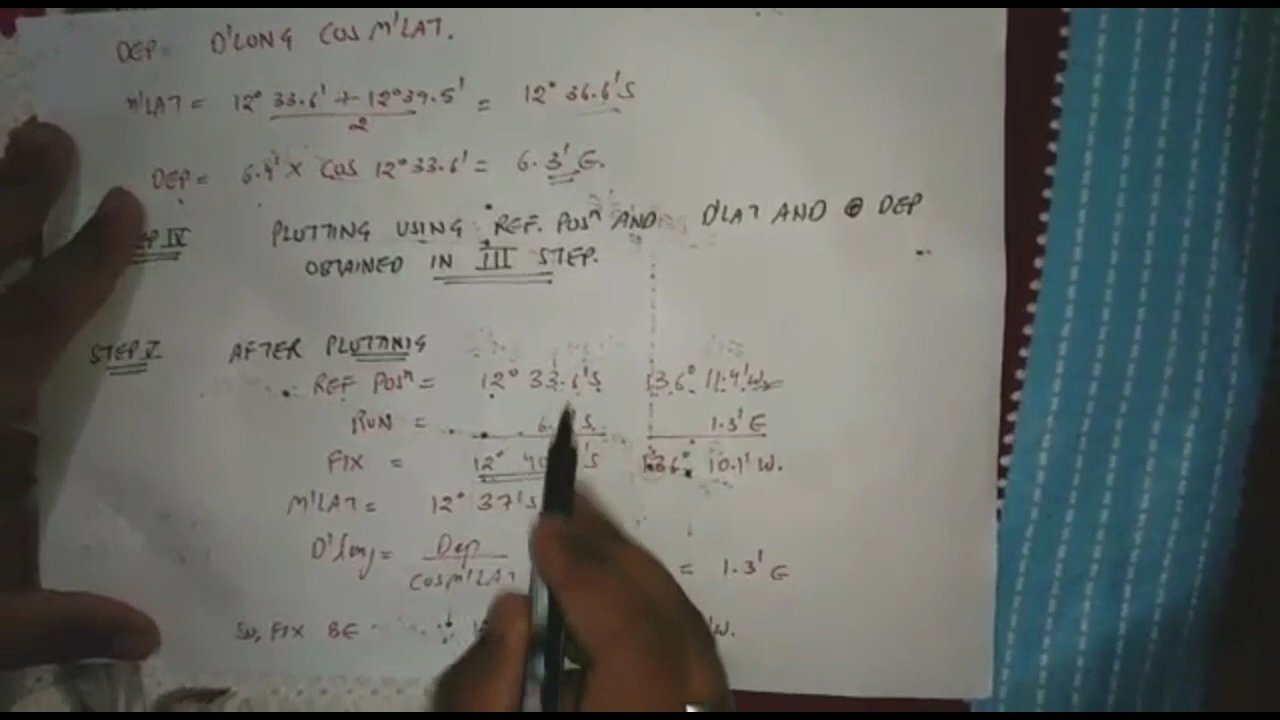 DEP= D'LONG COS M'LAT.
M'LAT = 12° 33.6' + 12°39.5' = 12° 36.6'S
2
DEP = 6.4' X COS 12°33.6' = 6.3' E.
IV PLOTTING USING REF. POSⁿ AND D'LAT AND @ DEP
OBTAINED IN III STEP.
STEP V AFTER PLOTTING
REF POSⁿ = 12° 33.6'S 136° 11.4'W
RUN = 6. S. 1.3' E
FIX = 12° 40 'S 136° 10.1' W.
M'LAT = 12° 37'S
D'long = Dep = 1.3' E
COS M'LAT
So, FIX BE W.